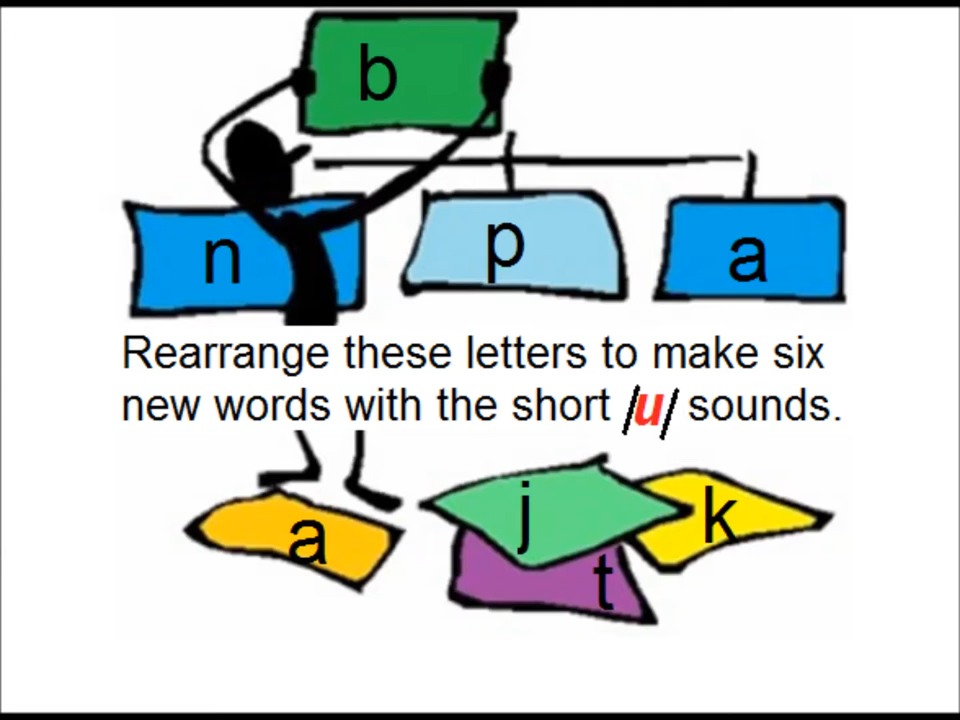 b
n p a
Rearrange these letters to make six
new words with the short /u/ sounds.
a j k
t